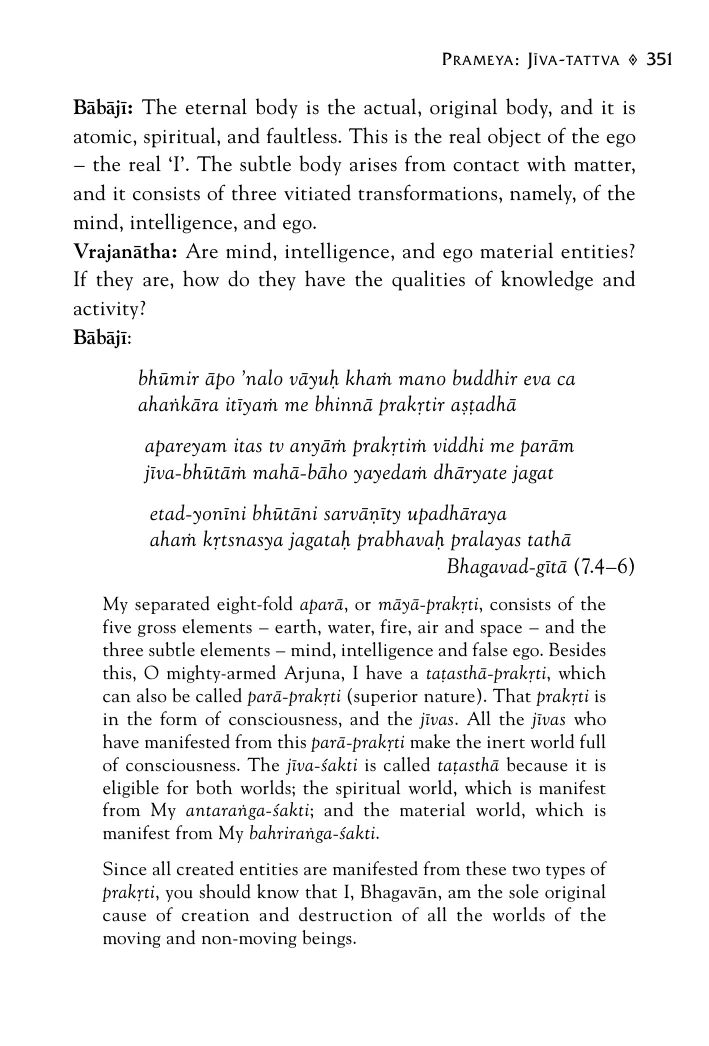 Prameya: Jīva-tattva ◈ 351
Bābājī: The eternal body is the actual, original body, and it is
atomic, spiritual, and faultless. This is the real object of the ego
– the real ‘I’. The subtle body arises from contact with matter,
and it consists of three vitiated transformations, namely, of the
mind, intelligence, and ego.
Vrajanātha: Are mind, intelligence, and ego material entities?
If they are, how do they have the qualities of knowledge and
activity?
Bābājī:
bhūmir āpo ’nalo vāyuḥ khaṁ mano buddhir eva ca
ahaṅkāra itīyaṁ me bhinnā prakṛtir aṣṭadhā
apareyam itas tv anyāṁ prakṛtiṁ viddhi me parām
jīva-bhūtāṁ mahā-bāho yayedaṁ dhāryate jagat
etad-yonīni bhūtāni sarvāṇīty upadhāraya
ahaṁ kṛtsnasya jagataḥ prabhavaḥ pralayas tathā
Bhagavad-gītā (7.4–6)
My separated eight-fold aparā, or māyā-prakṛti, consists of the
five gross elements – earth, water, fire, air and space – and the
three subtle elements – mind, intelligence and false ego. Besides
this, O mighty-armed Arjuna, I have a taṭasthā-prakṛti, which
can also be called parā-prakṛti (superior nature). That prakṛti is
in the form of consciousness, and the jīvas. All the jīvas who
have manifested from this parā-prakṛti make the inert world full
of consciousness. The jīva-śakti is called taṭasthā because it is
eligible for both worlds; the spiritual world, which is manifest
from My antaraṅga-śakti; and the material world, which is
manifest from My bahriraṅga-śakti.
Since all created entities are manifested from these two types of
prakṛti, you should know that I, Bhagavān, am the sole original
cause of creation and destruction of all the worlds of the
moving and non-moving beings.